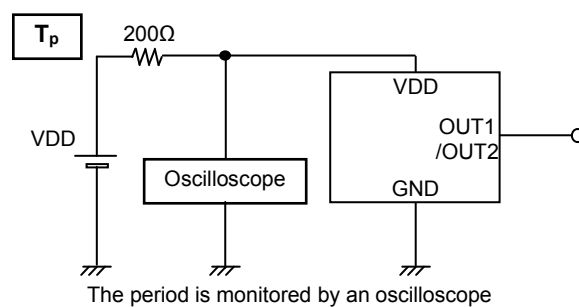 Tp
200Ω
VDD
VDD
OUT1
/OUT2
Oscilloscope
GND
The period is monitored by an oscilloscope